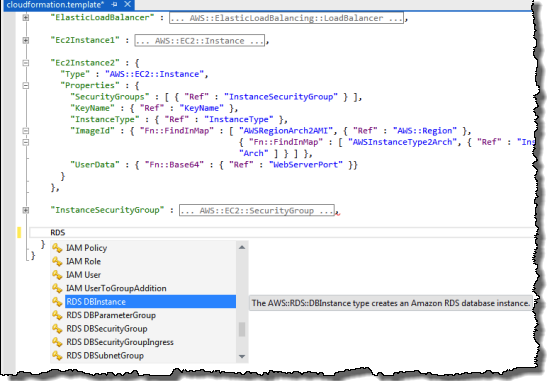 cloudformation.template*
"ElasticLoadBalancer" : ... AWS::ElasticLoadBalancing::LoadBalancer ...,
"Ec2Instance1" : ... AWS::EC2::Instance ...,
"Ec2Instance2" : {
"Type" : "AWS::EC2::Instance",
"Properties" : {
"SecurityGroups" : [ { "Ref" : "InstanceSecurityGroup" } ],
"KeyName" : { "Ref" : "KeyName" },
"InstanceType" : { "Ref" : "InstanceType" },
"ImageId" : { "Fn::FindInMap" : [ "AWSRegionArch2AMI", { "Ref" : "AWS::Region" },
{ "Fn::FindInMap" : [ "AWSInstanceType2Arch", { "Ref" : "Ins
"Arch" ] } ] },
"UserData" : { "Fn::Base64" : { "Ref" : "WebServerPort" }}
}
},
"InstanceSecurityGroup" : ... AWS::EC2::SecurityGroup ...,
RDS
}
}
IAM Policy
IAM Role
IAM User
IAM UserToGroupAddition
RDS DBInstance The AWS::RDS::DBInstance type creates an Amazon RDS database instance.
RDS DBParameterGroup
RDS DBSecurityGroup
RDS DBSecurityGroupIngress
RDS DBSubnetGroup